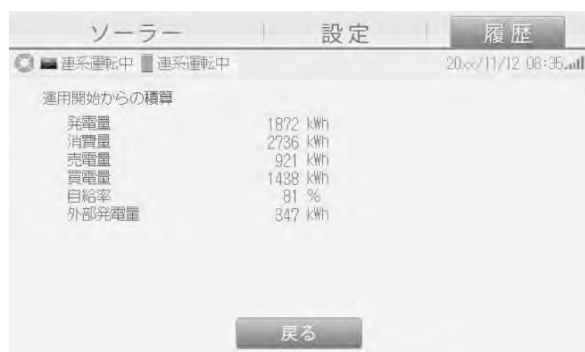 ソーラー 設定 履歴
連系運転中 連系運転中 20xx/11/12 08:35
運用開始からの積算
発電量 1872 kWh
消費量 2736 kWh
売電量 921 kWh
買電量 1438 kWh
自給率 81 %
外部発電量 347 kWh
戻る